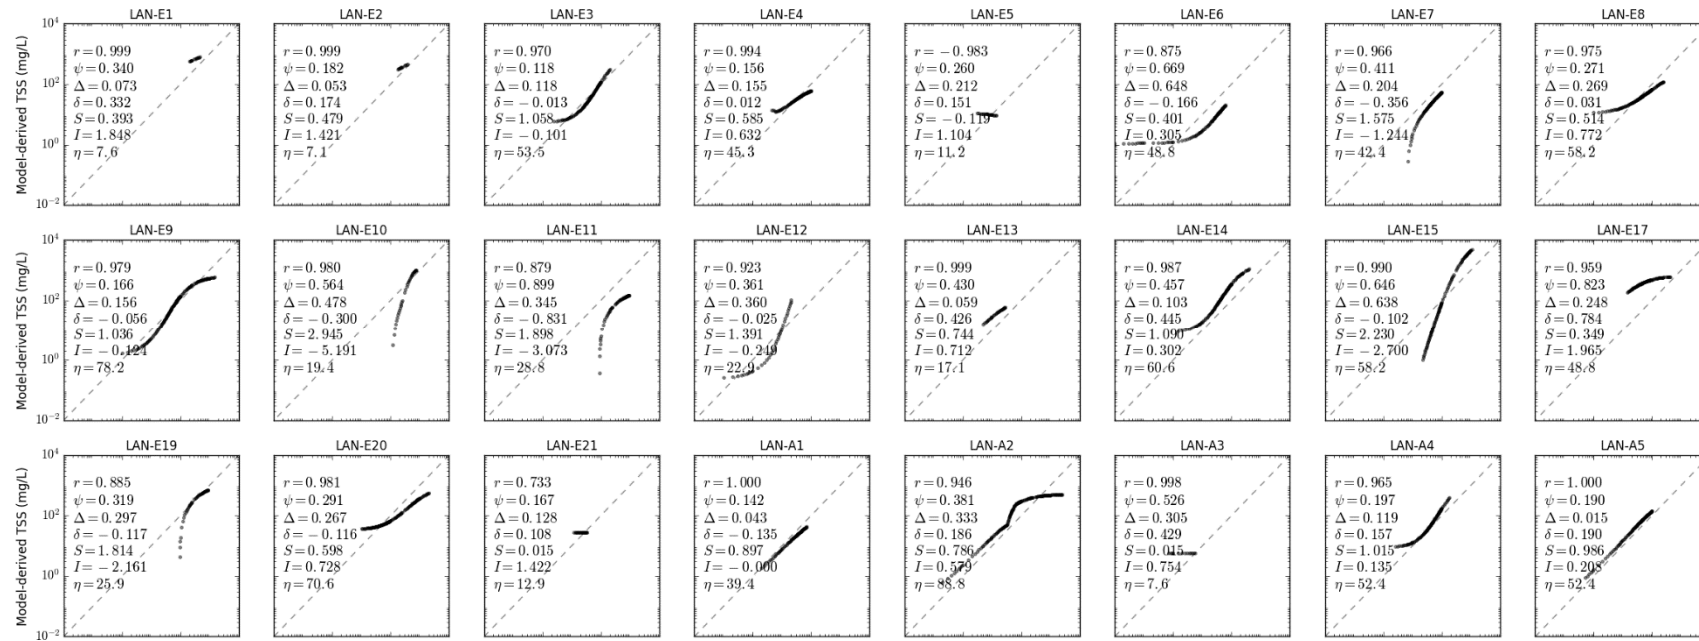 LAN-E1
LAN-E2
LAN-E3
LAN-E4
LAN-E5
LAN-E6
LAN-E7
LAN-E8
Model-derived TSS (mg/L)
10^4
10^2
10^0
10^−2
r = 0.999
ψ = 0.340
Δ = 0.073
δ = 0.332
S = 0.393
I = 1.848
η = 7.6
r = 0.999
ψ = 0.182
Δ = 0.053
δ = 0.174
S = 0.479
I = 1.421
η = 7.1
r = 0.970
ψ = 0.118
Δ = 0.118
δ = −0.013
S = 1.058
I = −0.101
η = 53.5
r = 0.994
ψ = 0.156
Δ = 0.155
δ = 0.012
S = 0.585
I = 0.632
η = 45.3
r = −0.983
ψ = 0.260
Δ = 0.212
δ = 0.151
S = −0.119
I = 1.104
η = 11.2
r = 0.875
ψ = 0.669
Δ = 0.648
δ = −0.166
S = 0.401
I = 0.305
η = 48.8
r = 0.966
ψ = 0.411
Δ = 0.204
δ = −0.356
S = 1.575
I = −1.244
η = 42.4
r = 0.975
ψ = 0.271
Δ = 0.269
δ = 0.031
S = 0.514
I = 0.772
η = 58.2
LAN-E9
LAN-E10
LAN-E11
LAN-E12
LAN-E13
LAN-E14
LAN-E15
LAN-E17
Model-derived TSS (mg/L)
10^4
10^2
10^0
10^−2
r = 0.979
ψ = 0.166
Δ = 0.156
δ = −0.056
S = 1.036
I = −0.124
η = 78.2
r = 0.980
ψ = 0.564
Δ = 0.478
δ = −0.300
S = 2.945
I = −5.191
η = 19.4
r = 0.879
ψ = 0.899
Δ = 0.345
δ = −0.831
S = 1.898
I = −3.073
η = 28.8
r = 0.923
ψ = 0.361
Δ = 0.360
δ = −0.025
S = 1.391
I = −0.249
η = 22.9
r = 0.999
ψ = 0.430
Δ = 0.059
δ = 0.426
S = 0.744
I = 0.712
η = 17.1
r = 0.987
ψ = 0.457
Δ = 0.103
δ = 0.445
S = 1.090
I = 0.302
η = 60.6
r = 0.990
ψ = 0.646
Δ = 0.638
δ = −0.102
S = 2.230
I = −2.700
η = 58.2
r = 0.959
ψ = 0.823
Δ = 0.248
δ = 0.784
S = 0.349
I = 1.965
η = 48.8
LAN-E19
LAN-E20
LAN-E21
LAN-A1
LAN-A2
LAN-A3
LAN-A4
LAN-A5
Model-derived TSS (mg/L)
10^4
10^2
10^0
10^−2
r = 0.885
ψ = 0.319
Δ = 0.297
δ = −0.117
S = 1.814
I = −2.161
η = 25.9
r = 0.981
ψ = 0.291
Δ = 0.267
δ = −0.116
S = 0.598
I = 0.728
η = 70.6
r = 0.733
ψ = 0.167
Δ = 0.128
δ = 0.108
S = 0.015
I = 1.422
η = 12.9
r = 1.000
ψ = 0.142
Δ = 0.043
δ = −0.135
S = 0.897
I = −0.000
η = 39.4
r = 0.946
ψ = 0.381
Δ = 0.333
δ = 0.186
S = 0.786
I = 0.579
η = 88.8
r = 0.998
ψ = 0.526
Δ = 0.305
δ = 0.429
S = 0.015
I = 0.754
η = 7.6
r = 0.965
ψ = 0.197
Δ = 0.119
δ = 0.157
S = 1.015
I = 0.135
η = 52.4
r = 1.000
ψ = 0.190
Δ = 0.015
δ = 0.190
S = 0.986
I = 0.208
η = 52.4